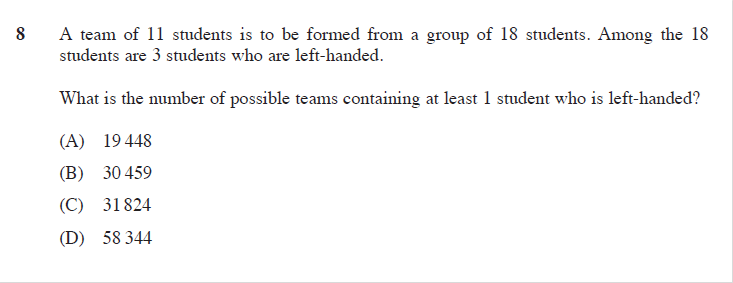 8 A team of 11 students is to be formed from a group of 18 students. Among the 18
students are 3 students who are left-handed.
What is the number of possible teams containing at least 1 student who is left-handed?
(A) 19 448
(B) 30 459
(C) 31 824
(D) 58 344